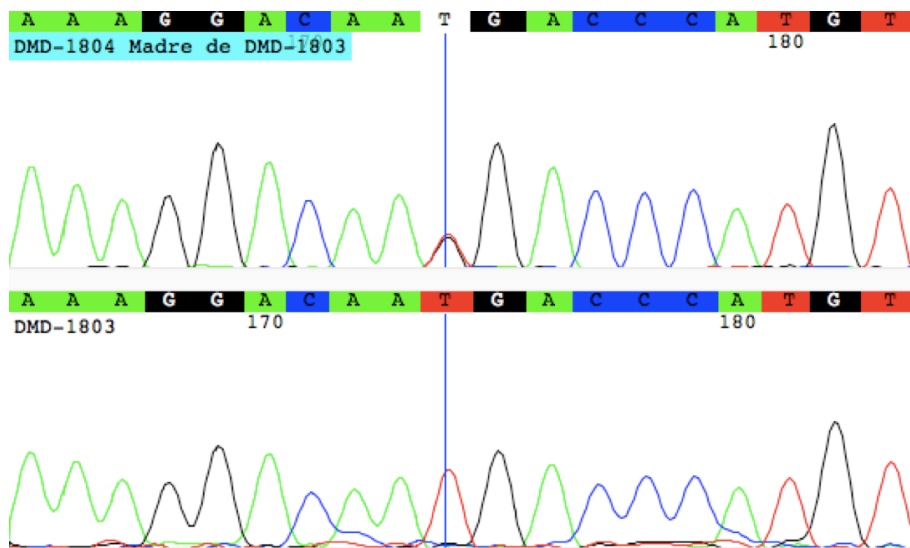 A A A G G A C A A T G A C C C A T G T
DMD-1804 Madre de DMD-1803 180
A A A G G A C A A T G A C C C A T G T
DMD-1803 170 180